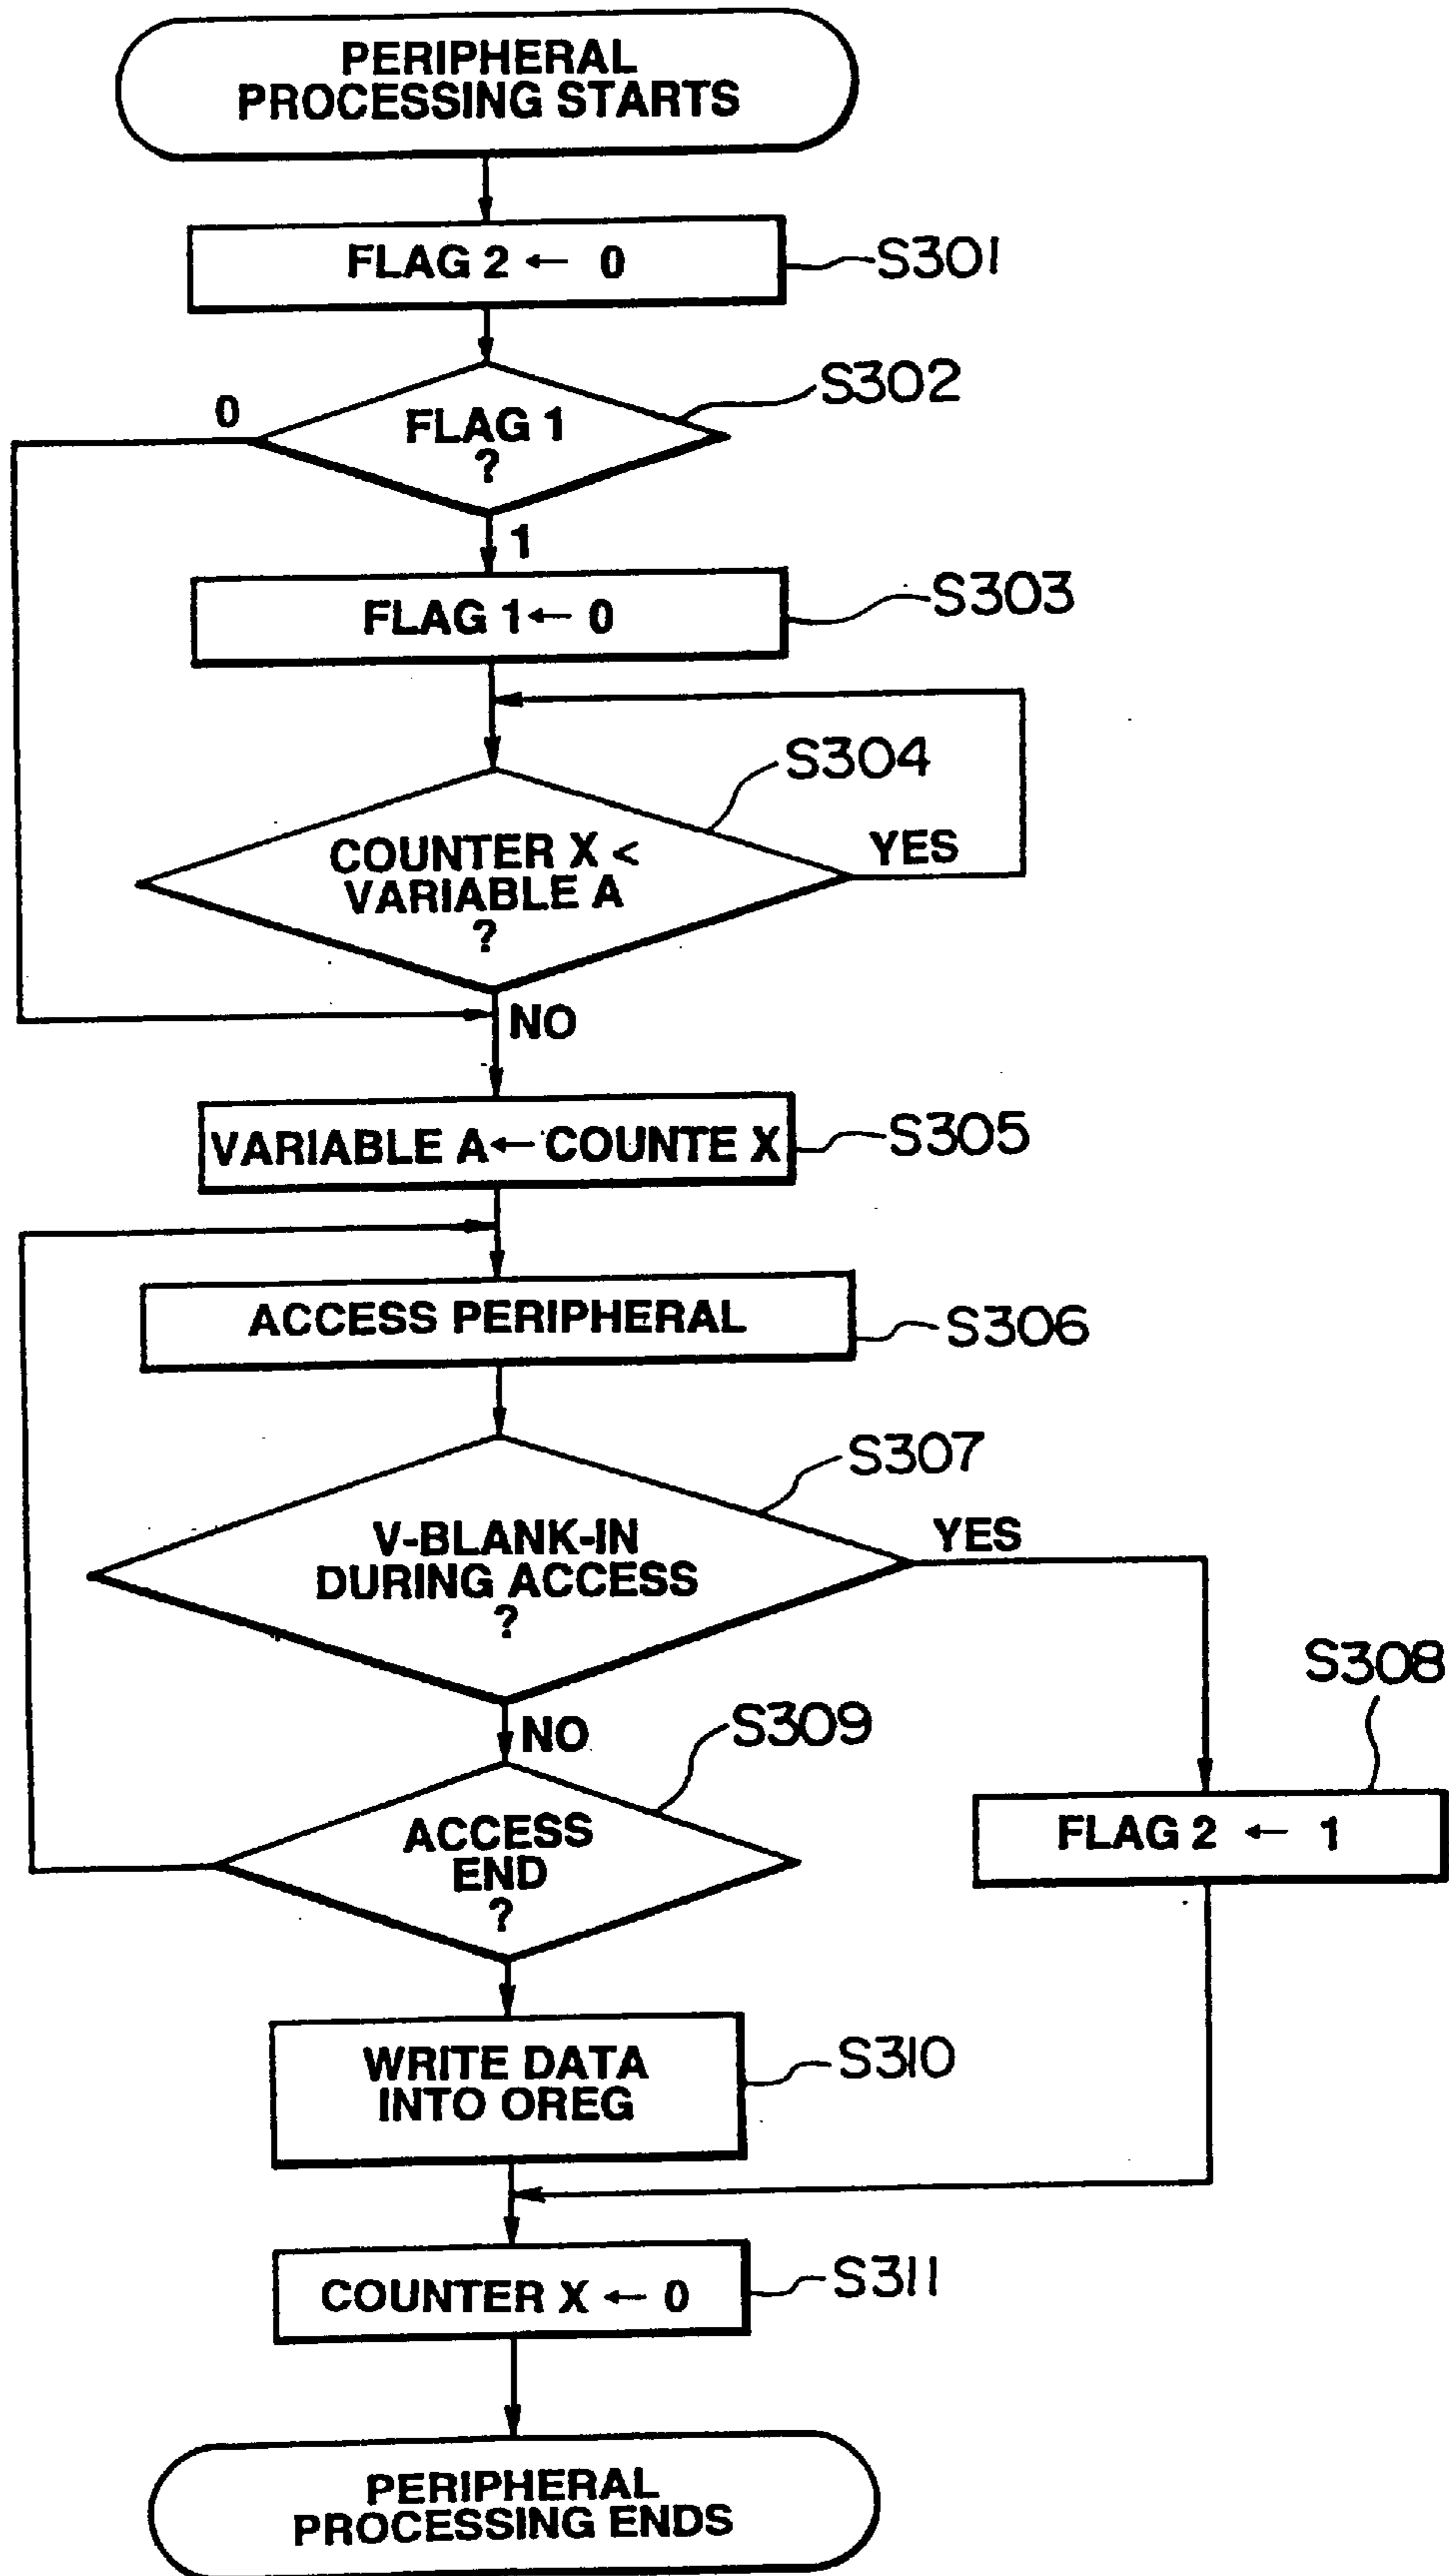 PERIPHERAL
PROCESSING STARTS
FLAG 2 ← 0
S301
S302
0
FLAG 1
?
1
FLAG 1 ← 0
S303
S304
COUNTER X <
VARIABLE A
?
YES
NO
VARIABLE A ← COUNTE X
S305
ACCESS PERIPHERAL
S306
S307
V-BLANK-IN
DURING ACCESS
?
YES
NO
S308
S309
ACCESS
END
?
FLAG 2 ← 1
WRITE DATA
INTO OREG
S310
COUNTER X ← 0
S311
PERIPHERAL
PROCESSING ENDS